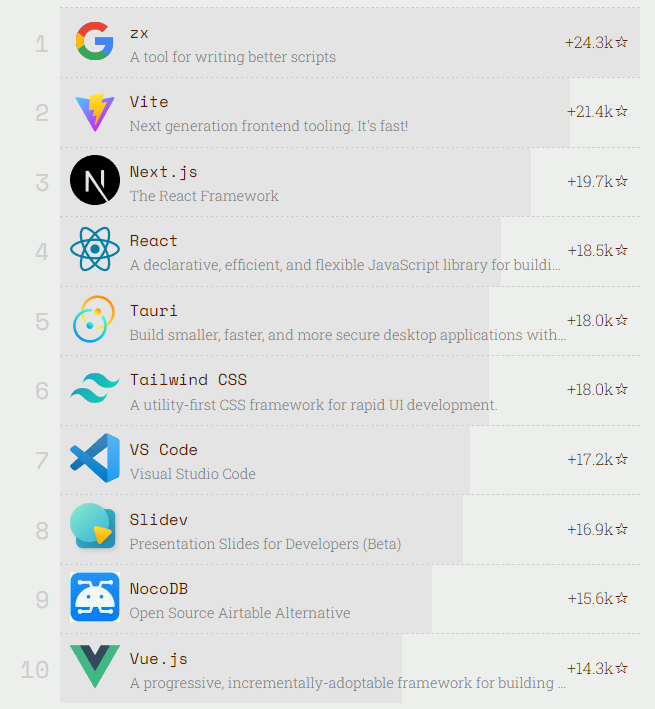 1
zx
A tool for writing better scripts
+24.3k☆
2
Vite
Next generation frontend tooling. It's fast!
+21.4k☆
3
N
Next.js
The React Framework
+19.7k☆
4
React
A declarative, efficient, and flexible JavaScript library for buildi...
+18.5k☆
5
Tauri
Build smaller, faster, and more secure desktop applications with...
+18.0k☆
6
Tailwind CSS
A utility-first CSS framework for rapid UI development.
+18.0k☆
7
VS Code
Visual Studio Code
+17.2k☆
8
Slidev
Presentation Slides for Developers (Beta)
+16.9k☆
9
NocoDB
Open Source Airtable Alternative
+15.6k☆
10
Vue.js
A progressive, incrementally-adoptable framework for building ...
+14.3k☆